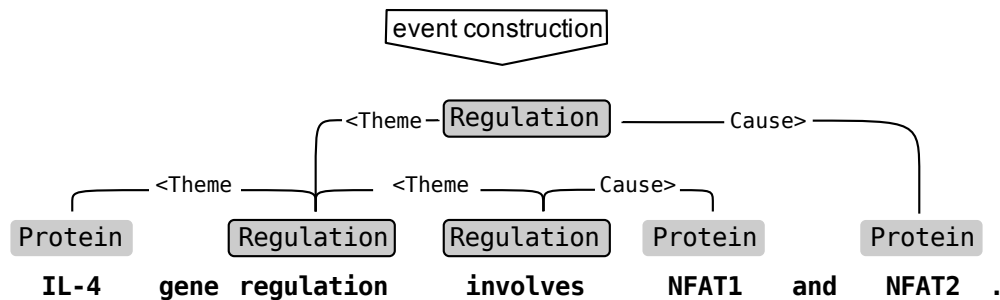 event construction
<Theme Regulation Cause>
<Theme <Theme Cause>
Protein Regulation Regulation Protein Protein
IL-4 gene regulation involves NFAT1 and NFAT2 .